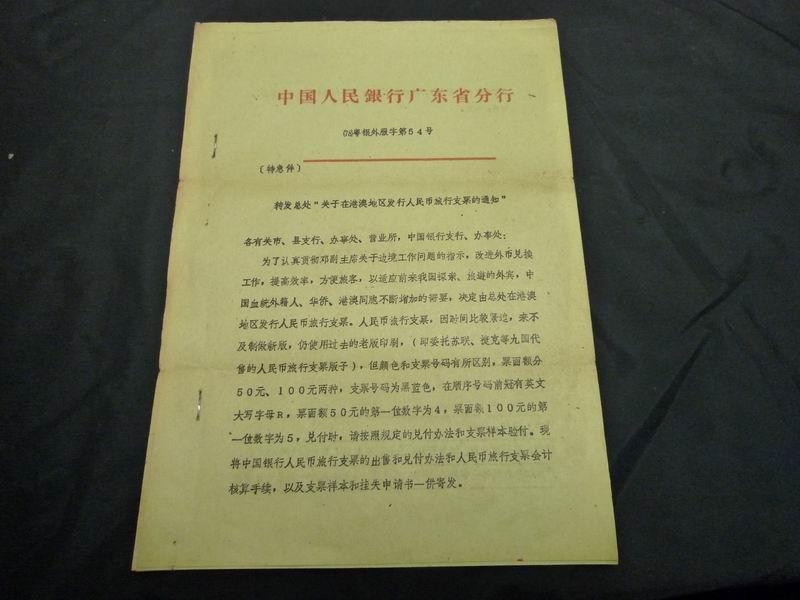 中国人民銀行广东省分行
(78)粤银外服字第54号
(特急件)
转发总处“关于在港澳地区发行人民币旅行支票的通知”
各有关市、县支行、办事处、营业所,中国银行支行、办事处:
为了认真贯彻邓副主席关于边境工作问题的指示,改进外币兑换
工作,提高效率,方便旅客,以适应前来我国探亲、旅游的外宾,中
国血统外籍人、华侨、港澳同胞不断增加的需要,决定由总处在港澳
地区发行人民币旅行支票。人民币旅行支票,因时间比较紧迫,来不
及制做新版,仍使用过去的老版印刷,(即委托苏联、捷克等九国代
售的人民币旅行支票版子),但颜色和支票号码有所区别,票面额分
50元、100元两种,支票号码为黑蓝色,在顺序号码前冠有英文
大写字母R,票面额50元的第一位数字为4,票面额100元的第
一位数字为5,兑付时,请按照规定的兑付办法和支票样本验付。现
将中国银行人民币旅行支票的出售和兑付办法和人民币旅行支票会计
核算手续,以及支票样本和挂失申请书一併寄发。